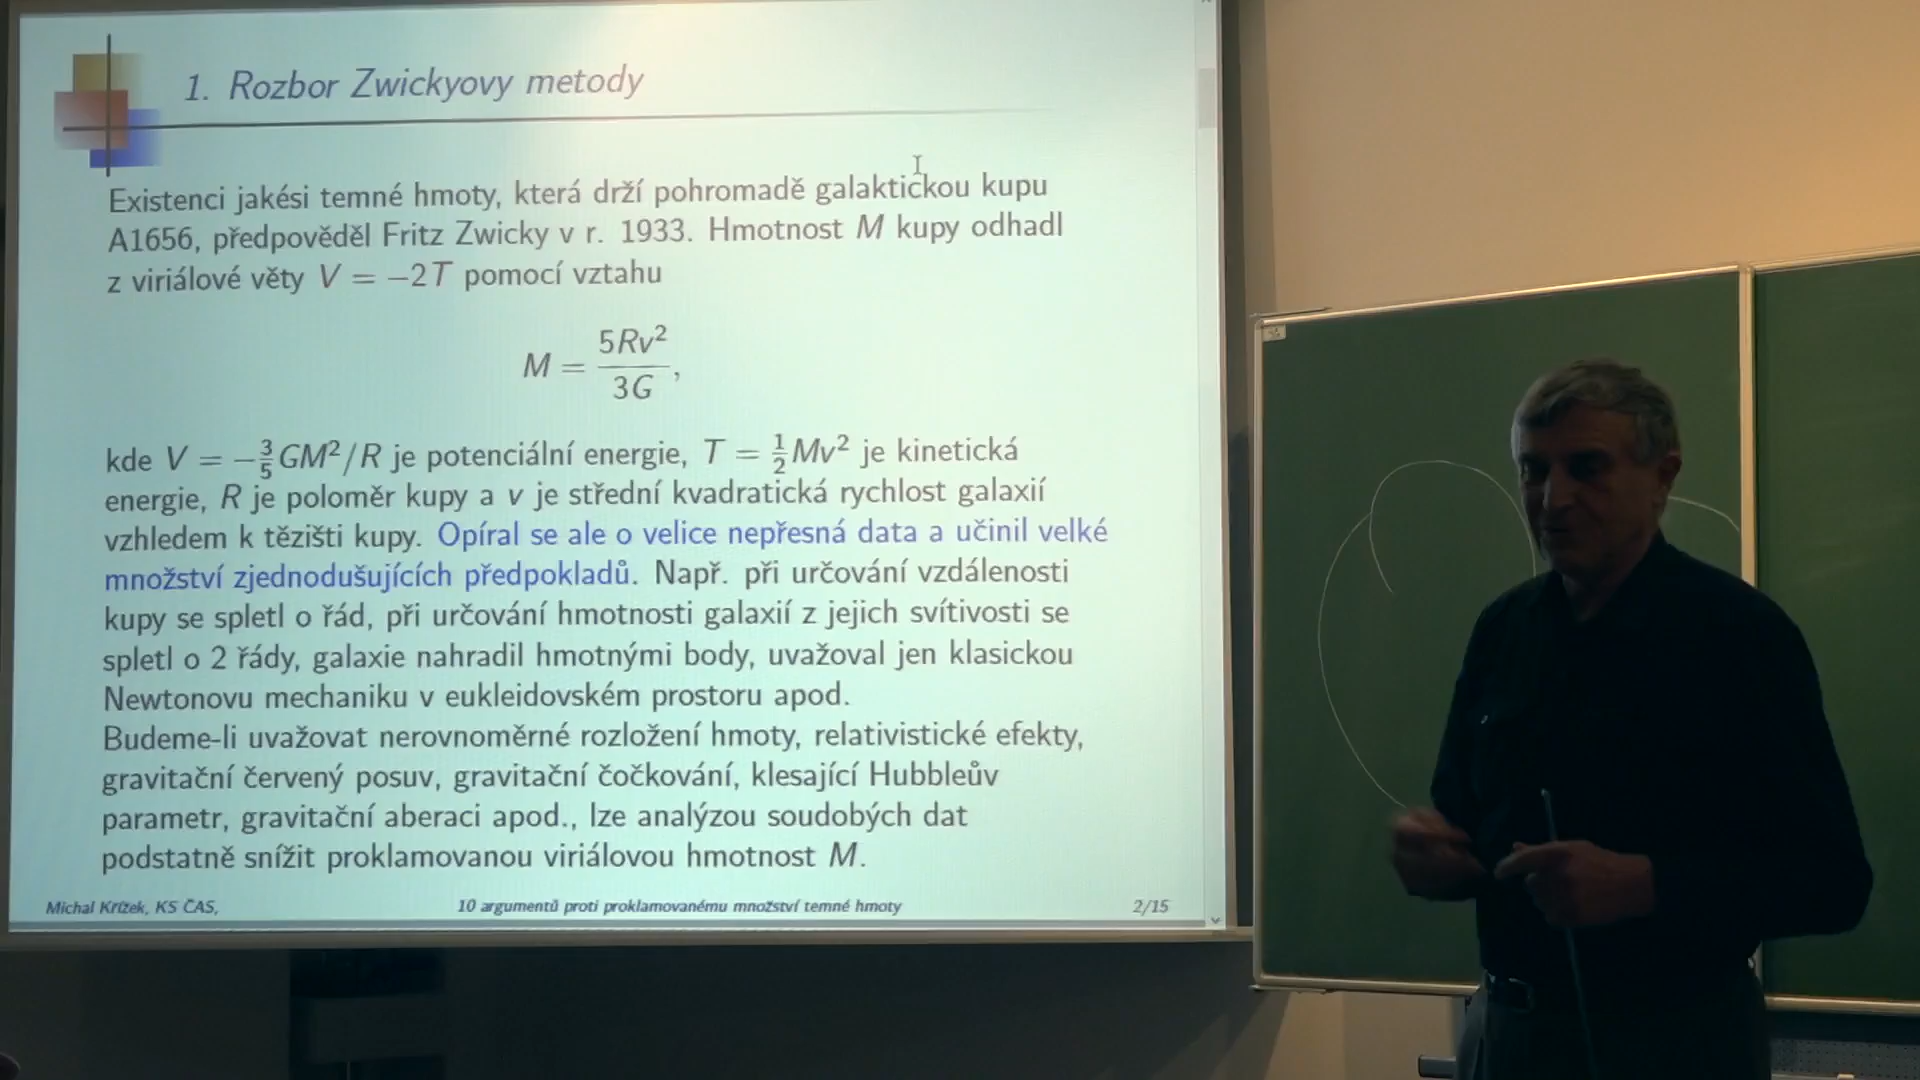 1. Rozbor Zwickyovy metody
Existenci jakési temné hmoty, která drží pohromadě galaktickou kupu
A1656, předpověděl Fritz Zwicky v r. 1933. Hmotnost M kupy odhadl
z viriálové věty V = −2T pomocí vztahu
M = 5Rv²/3G,
kde V = −3/5 GM²/R je potenciální energie, T = 1/2 Mv² je kinetická
energie, R je poloměr kupy a v je střední kvadratická rychlost galaxií
vzhledem k tězišti kupy. Opíral se ale o velice nepřesná data a učinil velké
množství zjednodušujících předpokladů. Např. při určování vzdálenosti
kupy se spletl o řád, při určování hmotnosti galaxií z jejich svítivosti se
spletl o 2 řády, galaxie nahradil hmotnými body, uvažoval jen klasickou
Newtonovu mechaniku v eukleidovském prostoru apod.
Budeme-li uvažovat nerovnoměrné rozložení hmoty, relativistické efekty,
gravitační červený posuv, gravitační čočkování, klesající Hubbleův
parametr, gravitační aberaci apod., lze analýzou soudobých dat
podstatně snížit proklamovanou viriálovou hmotnost M.
Michal Křížek, KS ČAS, 10 argumentů proti proklamovanému množství temné hmoty 2/15